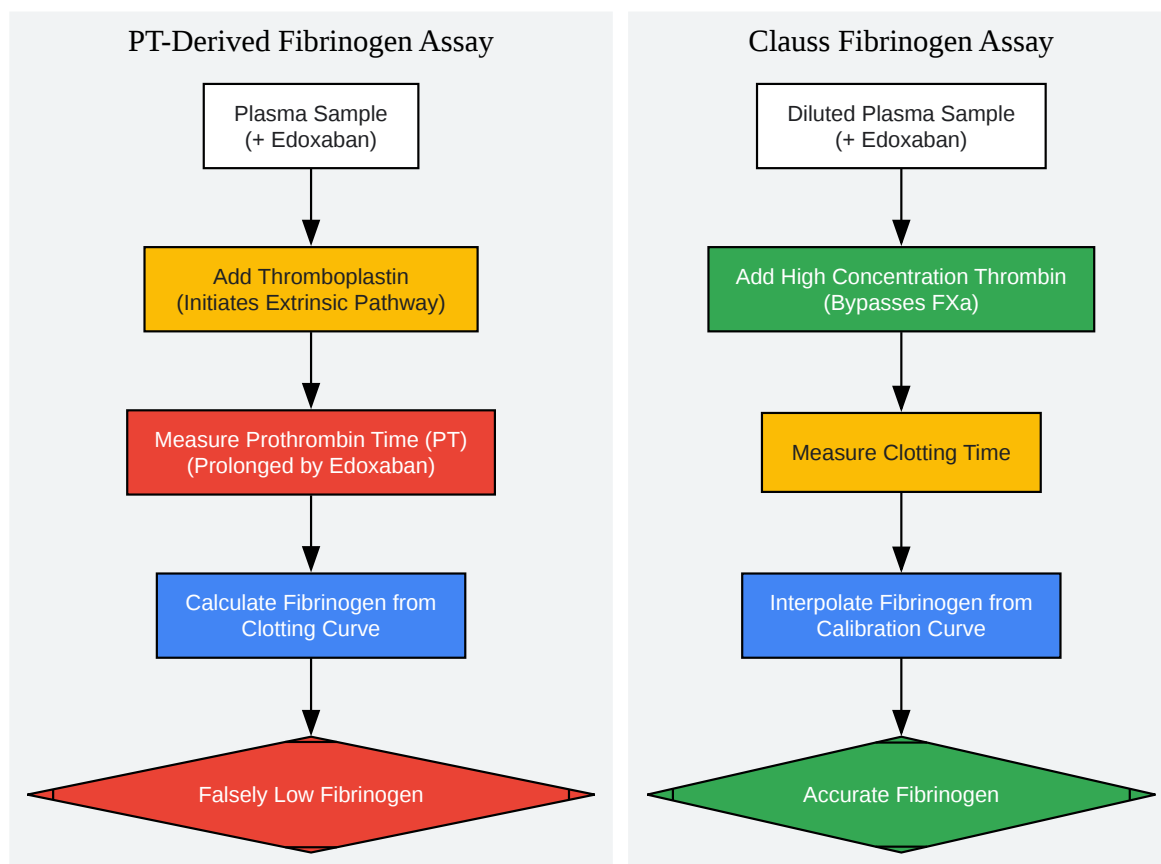 PT-Derived Fibrinogen Assay
Plasma Sample
(+ Edoxaban)
Add Thromboplastin
(Initiates Extrinsic Pathway)
Measure Prothrombin Time (PT)
(Prolonged by Edoxaban)
Calculate Fibrinogen from
Clotting Curve
Falsely Low Fibrinogen
Clauss Fibrinogen Assay
Diluted Plasma Sample
(+ Edoxaban)
Add High Concentration Thrombin
(Bypasses FXa)
Measure Clotting Time
Interpolate Fibrinogen from
Calibration Curve
Accurate Fibrinogen